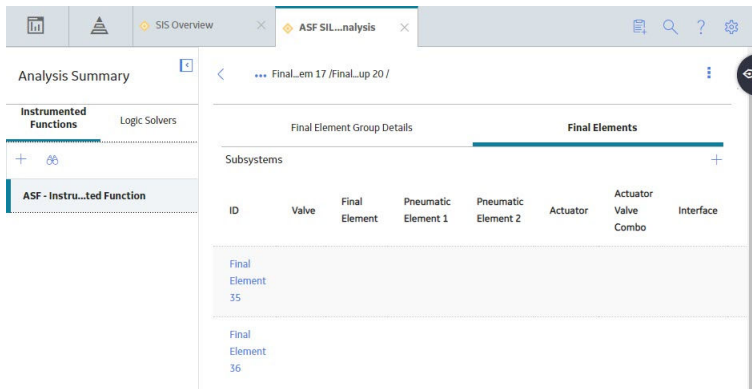 SIS Overview
ASF SIL...nalysis
Analysis Summary
... Final...em 17 /Final...up 20 /
Instrumented Functions
Logic Solvers
Final Element Group Details
Final Elements
Subsystems
ASF - Instru...ted Function
ID
Valve
Final Element
Pneumatic Element 1
Pneumatic Element 2
Actuator
Actuator Valve Combo
Interface
Final
Element
35
Final
Element
36